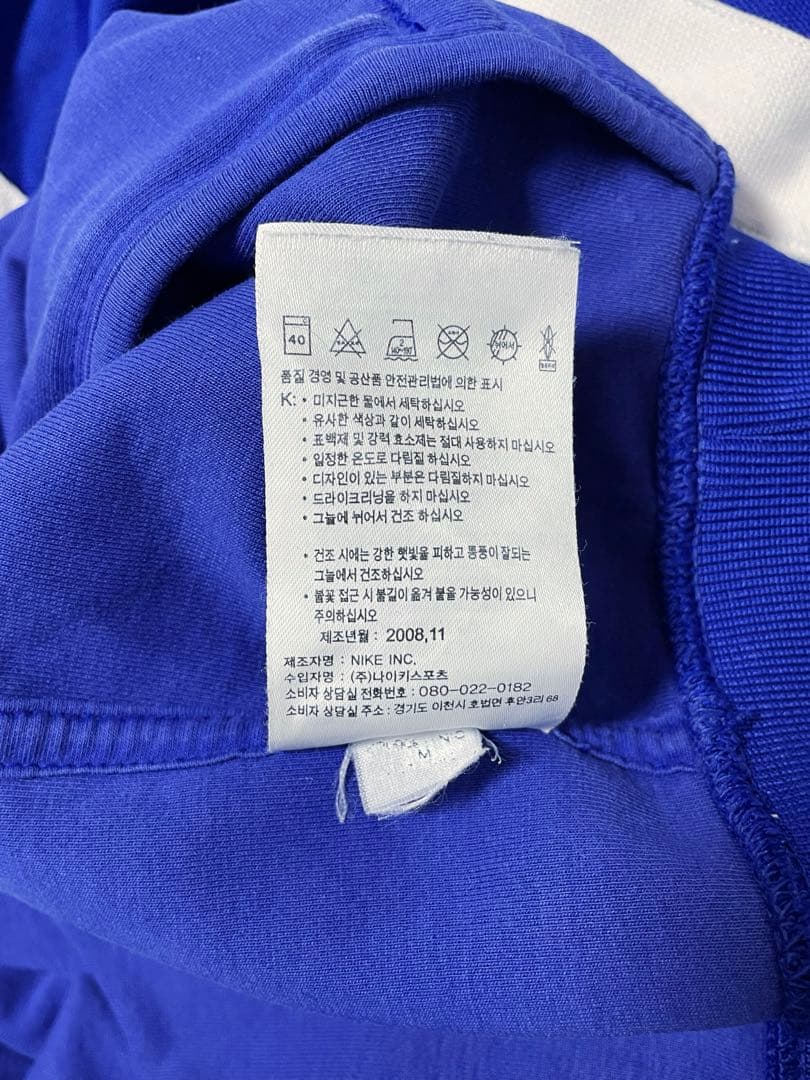 40
2
140-160
뉘어서
품질 경영 및 공산품 안전관리법에 의한 표시
K: • 미지근한 물에서 세탁하십시오
• 유사한 색상과 같이 세탁하십시오
• 표백제 및 강력 효소제는 절대 사용하지 마십시오
• 입정한 온도로 다림질 하십시오
• 디자인이 있는 부분은 다림질하지 마십시오
• 드라이크리닝을 하지 마십시오
• 그늘에 뉘어서 건조 하십시오
• 건조 시에는 강한 햇빛을 피하고 통풍이 잘되는
그늘에서 건조하십시오
• 불꽃 접근 시 불길이 옮겨 붙을 가능성이 있으니
주의하십시오
제조년월 : 2008,11
제조자명 : NIKE INC.
수입자명 : (주)나이키스포츠
소비자 상담실 전화번호 : 080-022-0182
소비자 상담실 주소 : 경기도 이천시 호법면 후안3리 68
M